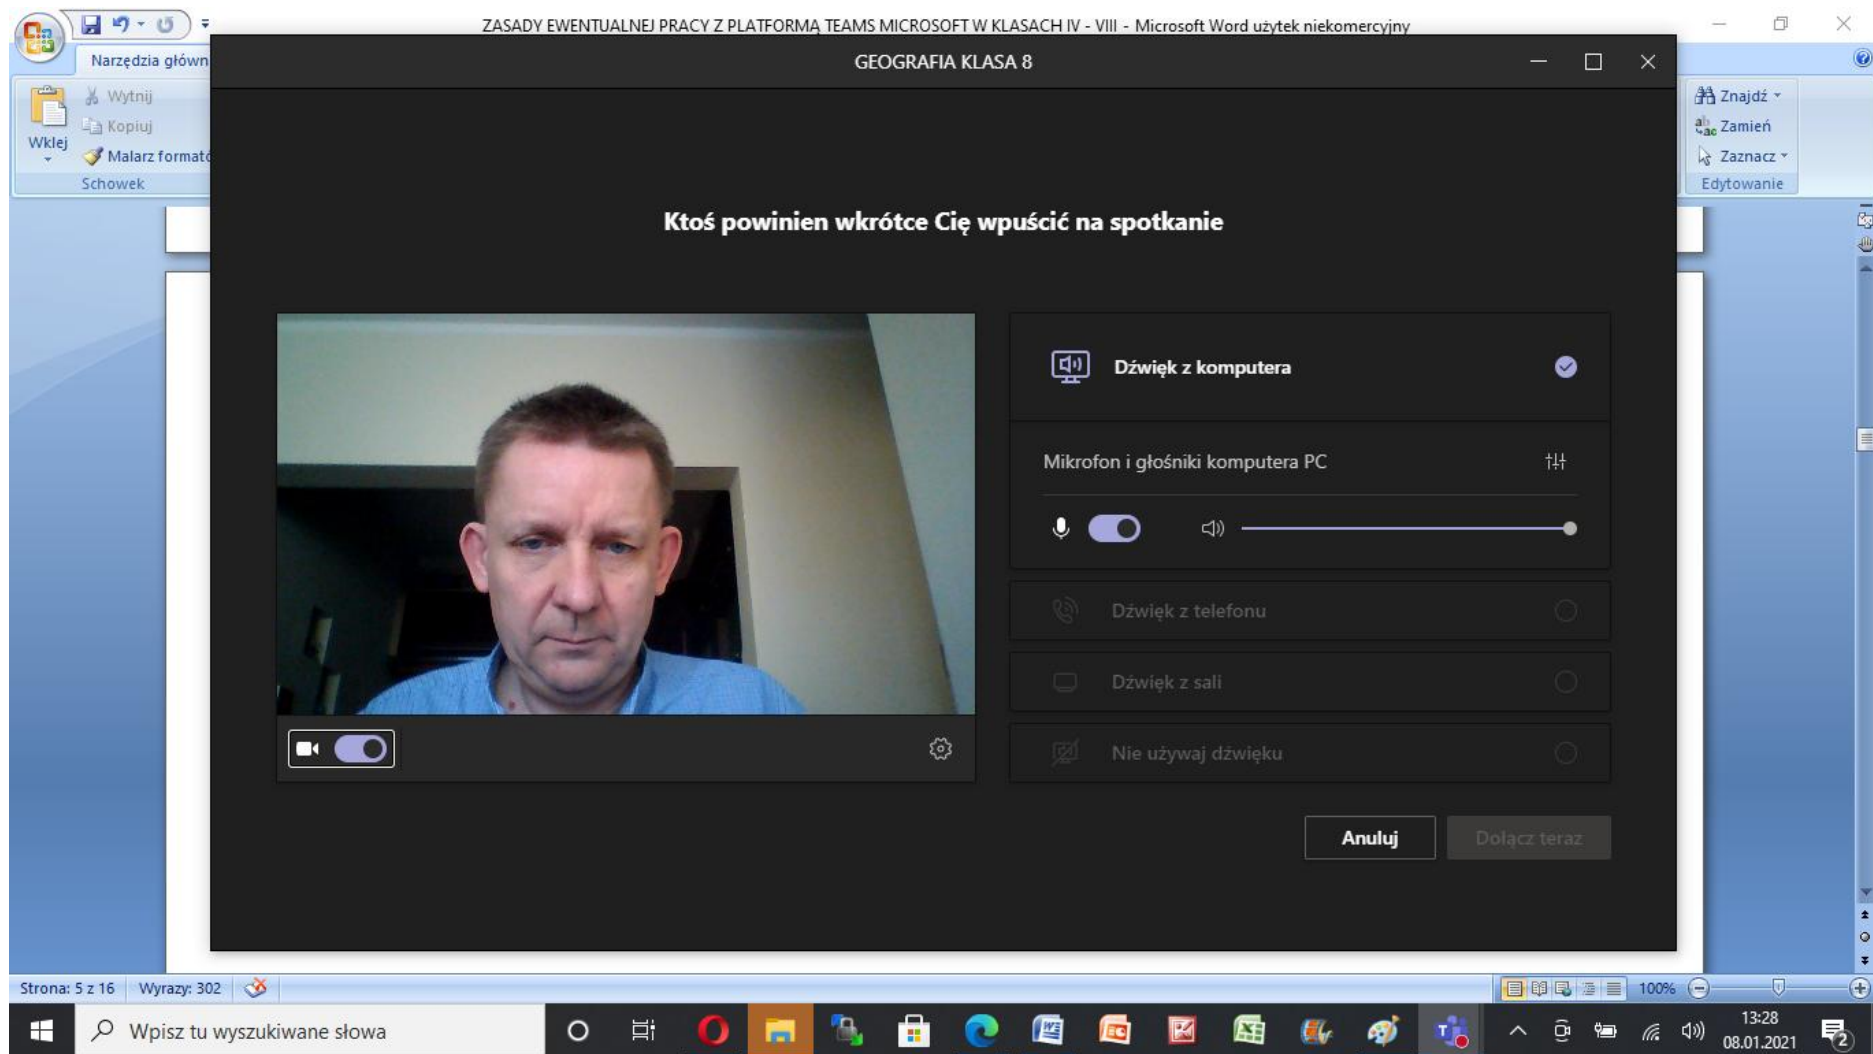 ZASADY EWENTUALNEJ PRACY Z PLATFORMĄ TEAMS MICROSOFT W KLASACH IV - VIII - Microsoft Word użytek niekomercyjny
Narzędzia główn
GEOGRAFIA KLASA 8
Wklej
Wytnij
Kopiuj
Malarz formató
Schowek
Znajdź
Zamień
Zaznacz
Edytowanie
Ktoś powinien wkrótce Cię wpuścić na spotkanie
Dźwięk z komputera
Mikrofon i głośniki komputera PC
Dźwięk z telefonu
Dźwięk z sali
Nie używaj dźwięku
Anuluj
Dołącz teraz
Strona: 5 z 16
Wyrazy: 302
100%
Wpisz tu wyszukiwane słowa
13:28
08.01.2021
2